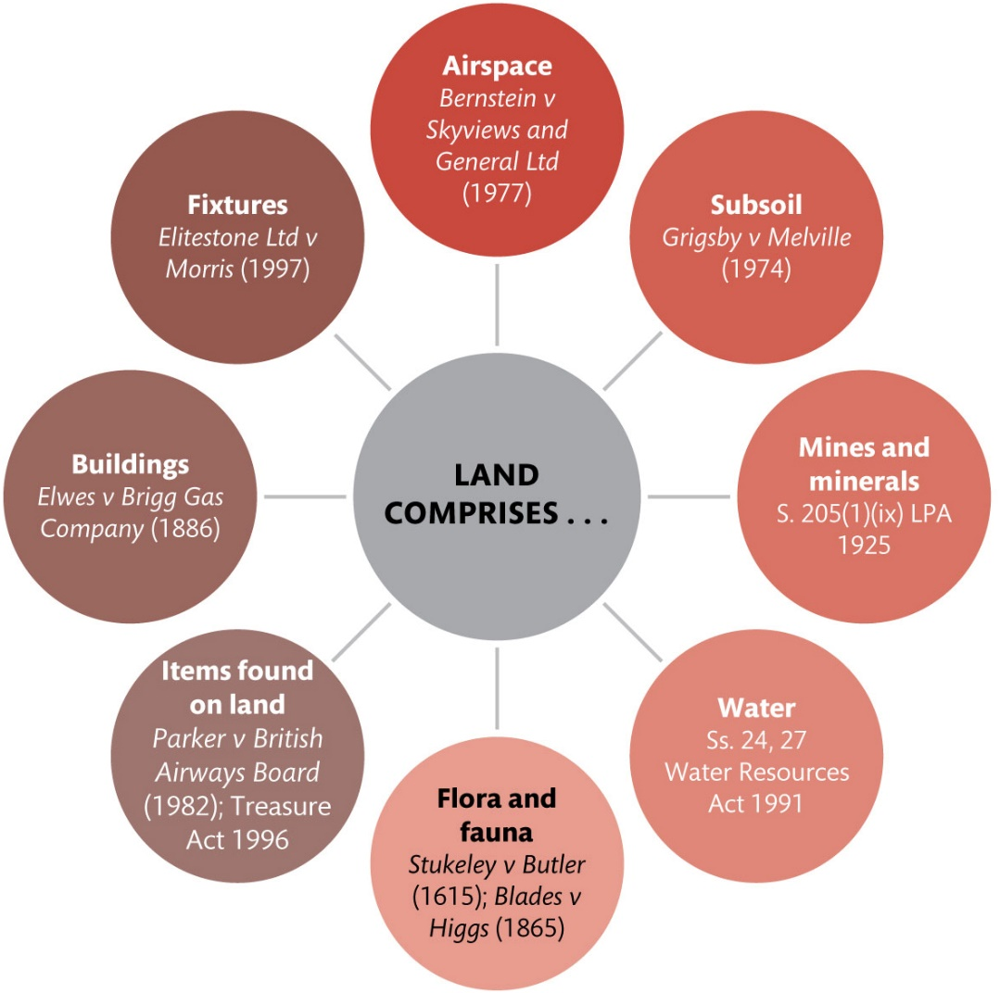 Airspace
Bernstein v
Skyviews and
General Ltd
(1977)
Subsoil
Grigsby v Melville
(1974)
Mines and
minerals
S. 205(1)(ix) LPA
1925
Water
Ss. 24, 27
Water Resources
Act 1991
Flora and
fauna
Stukeley v Butler
(1615); Blades v
Higgs (1865)
Items found
on land
Parker v British
Airways Board
(1982); Treasure
Act 1996
Buildings
Elwes v Brigg Gas
Company (1886)
Fixtures
Elitestone Ltd v
Morris (1997)
LAND
COMPRISES . . .